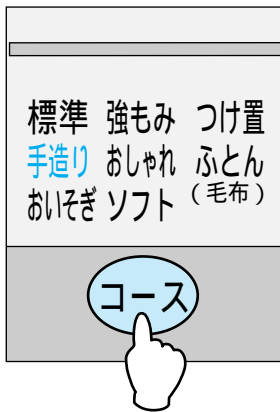 標準 強もみ つけ置
手造り おしゃれ ふとん
おいそぎ ソフト (毛布)
コース